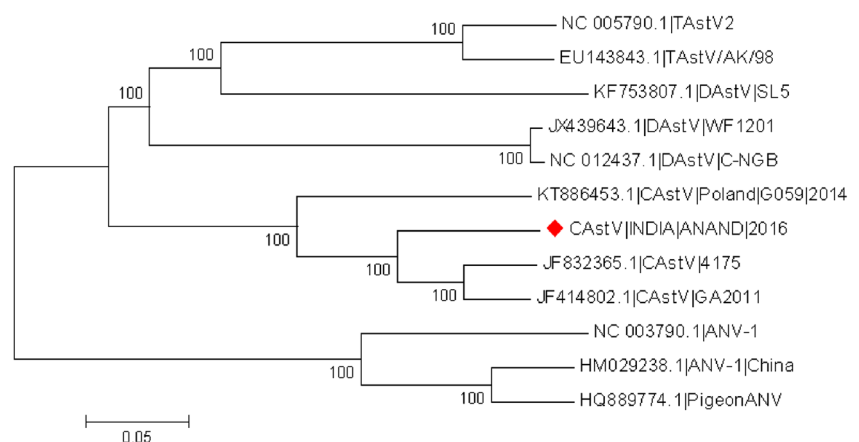 NC 005790.1|TAstV2
100
EU143843.1|TAstV/AK/98
100
KF753807.1|DAstV|SL5
100
JX439643.1|DAstV|WF1201
100
NC 012437.1|DAstV|C-NGB
KT886453.1|CAstV|Poland|G059|2014
100
CAstV|INDIA|ANAND|2016
100
JF832365.1|CAstV|4175
100
JF414802.1|CAstV|GA2011
NC 003790.1|ANV-1
100
HM029238.1|ANV-1|China
100
HQ889774.1|PigeonANV
0.05